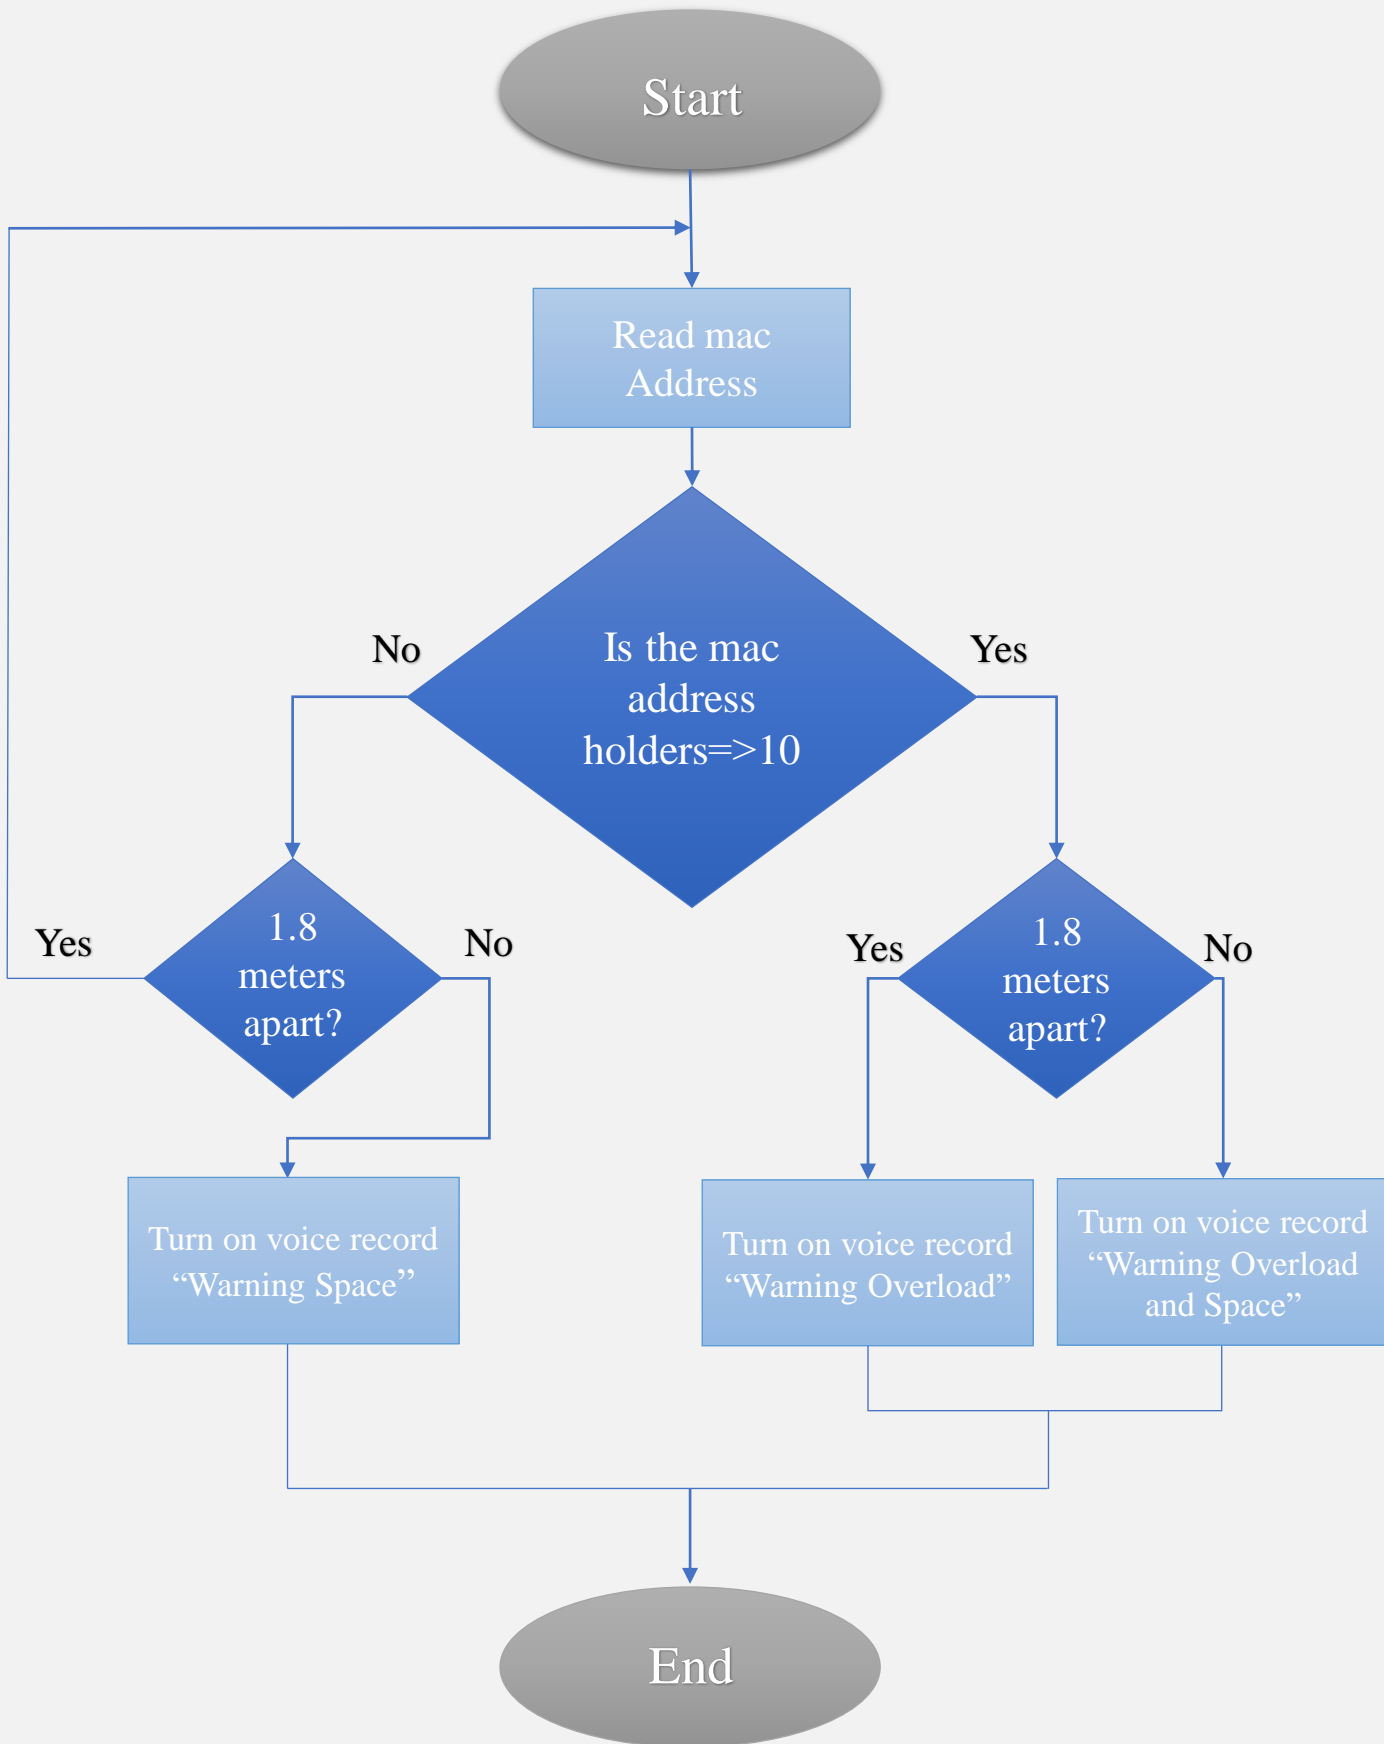 Start
Read mac
Address
No
Is the mac
address
holders=>10
Yes
Yes
1.8
meters
apart?
No
Yes
1.8
meters
apart?
No
Turn on voice record
“Warning Space”
Turn on voice record
“Warning Overload”
Turn on voice record
“Warning Overload
and Space”
End